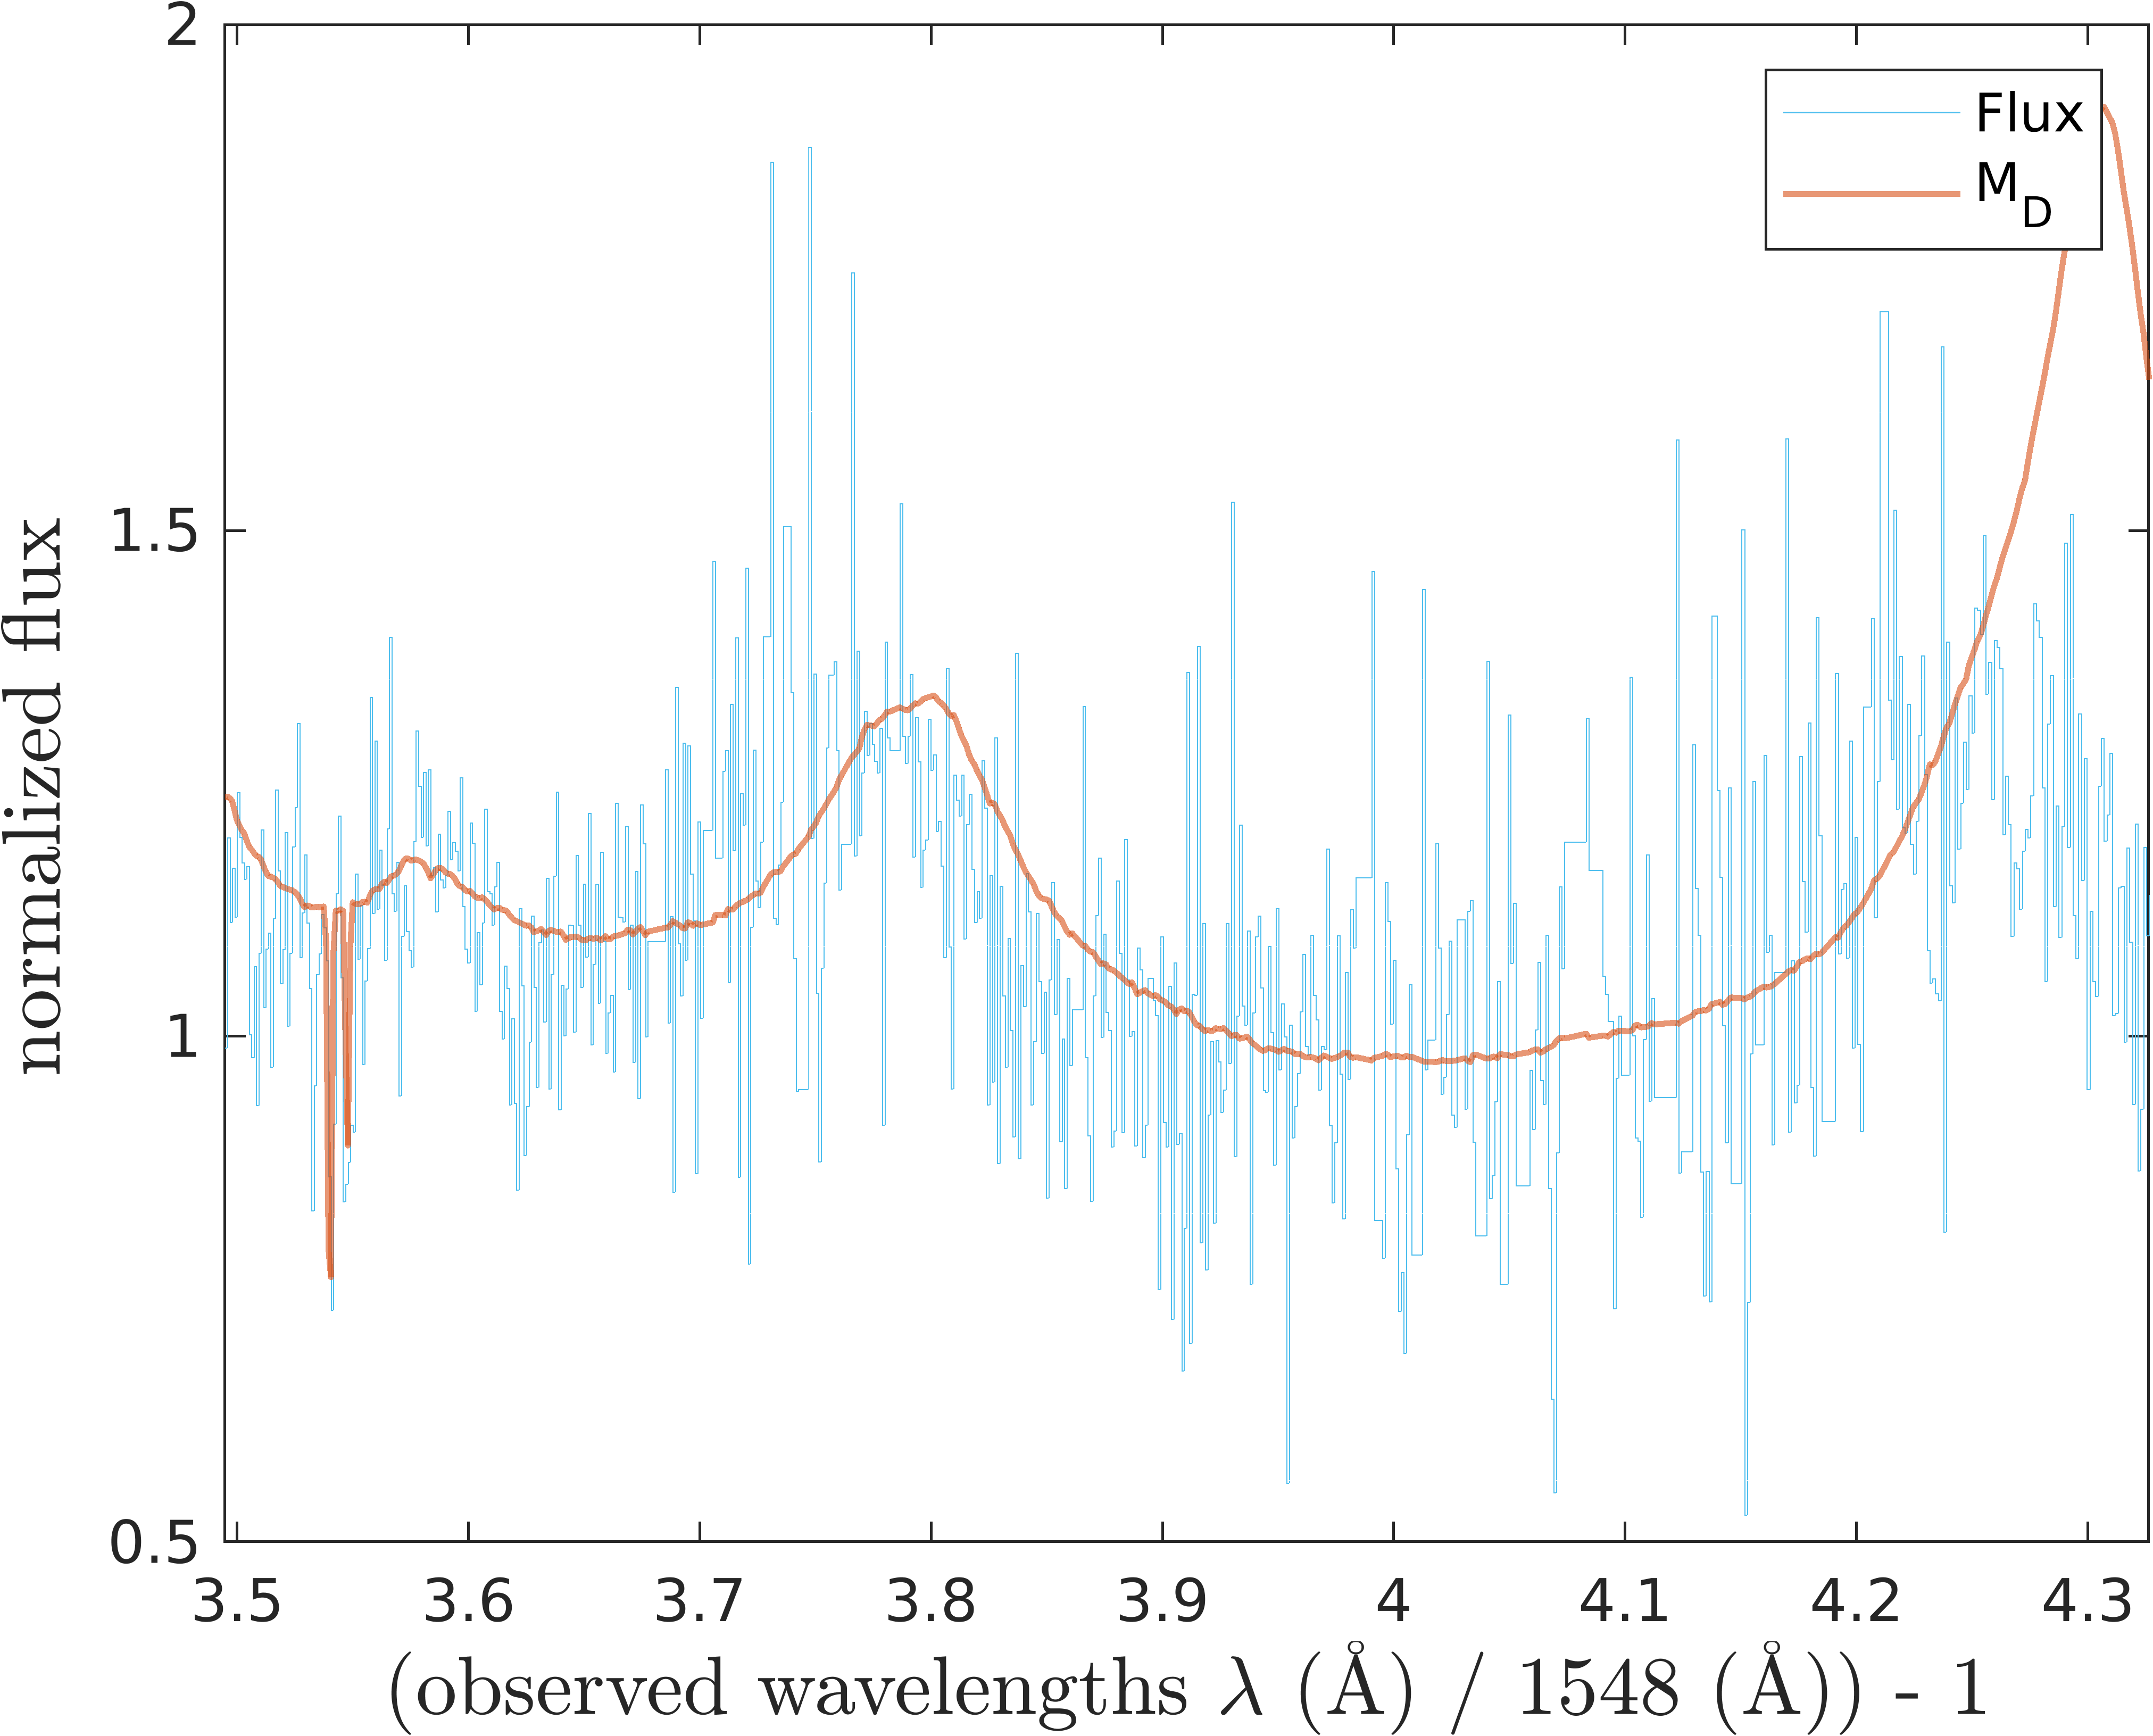 2
1.5
1
0.5
normalized flux
Flux
M_D
3.5 3.6 3.7 3.8 3.9 4 4.1 4.2 4.3
(observed wavelengths λ (Å) / 1548 (Å)) - 1